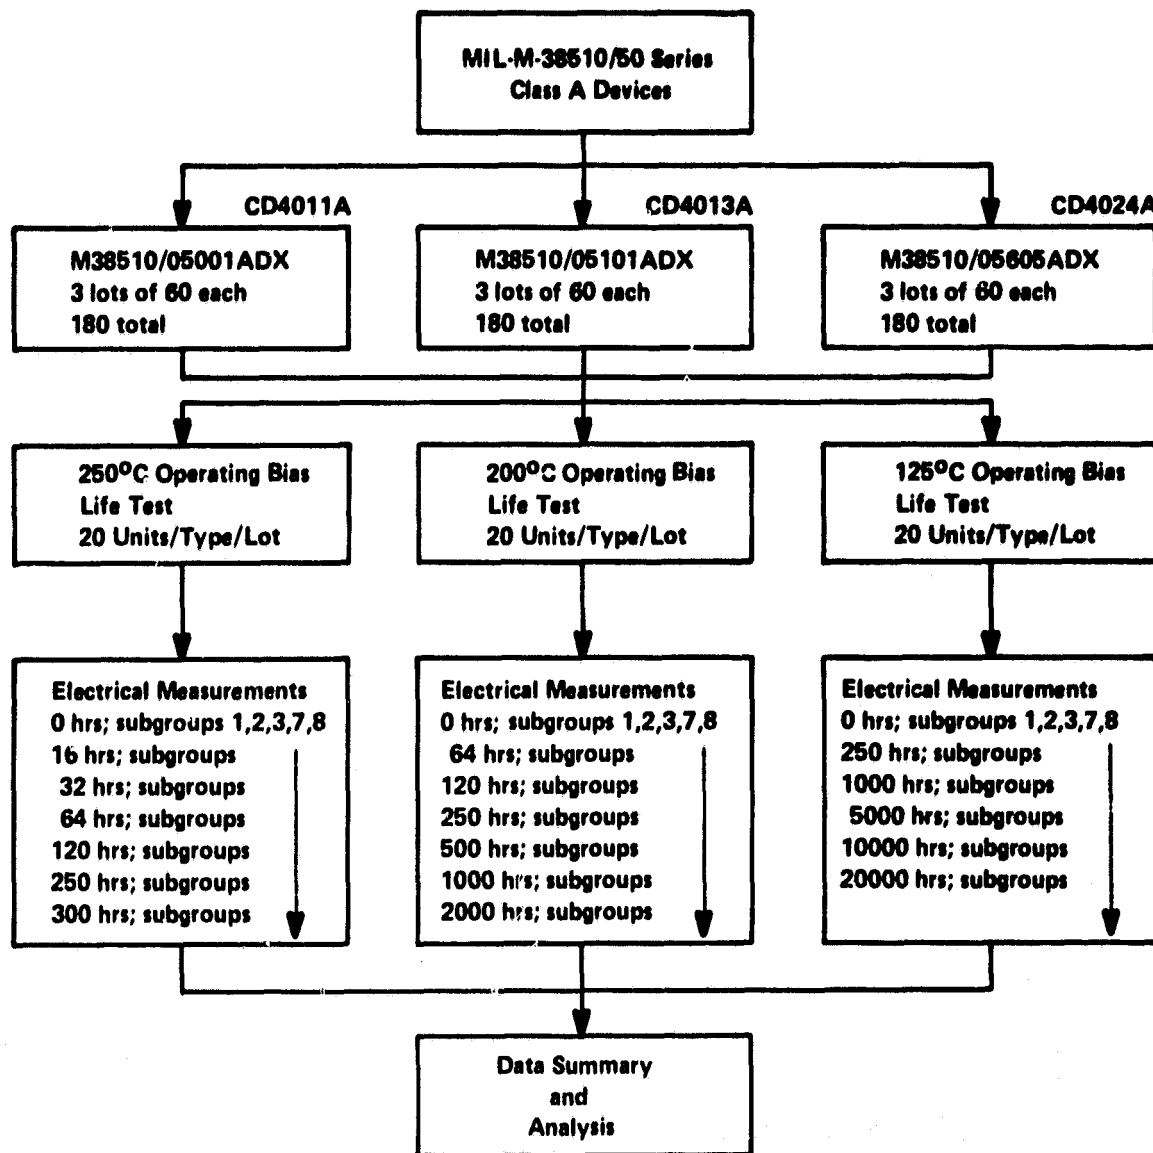 MIL-M-38510/50 Series
Class A Devices
CD4011A
CD4013A
CD4024A
M38510/05001ADX
3 lots of 60 each
180 total
M38510/05101ADX
3 lots of 60 each
180 total
M38510/05605ADX
3 lots of 60 each
180 total
250°C Operating Bias
Life Test
20 Units/Type/Lot
200°C Operating Bias
Life Test
20 Units/Type/Lot
125°C Operating Bias
Life Test
20 Units/Type/Lot
Electrical Measurements
0 hrs; subgroups 1,2,3,7,8
16 hrs; subgroups
32 hrs; subgroups
64 hrs; subgroups
120 hrs; subgroups
250 hrs; subgroups
300 hrs; subgroups
Electrical Measurements
0 hrs; subgroups 1,2,3,7,8
64 hrs; subgroups
120 hrs; subgroups
250 hrs; subgroups
500 hrs; subgroups
1000 hrs; subgroups
2000 hrs; subgroups
Electrical Measurements
0 hrs; subgroups 1,2,3,7,8
250 hrs; subgroups
1000 hrs; subgroups
5000 hrs; subgroups
10000 hrs; subgroups
20000 hrs; subgroups
Data Summary
and
Analysis